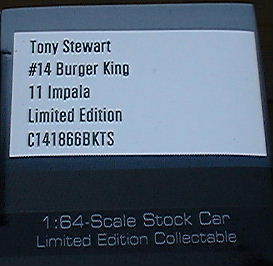 Tony Stewart
#14 Burger King
11 Impala
Limited Edition
C141866BKTS
1:64-Scale Stock Car
Limited Edition Collectable